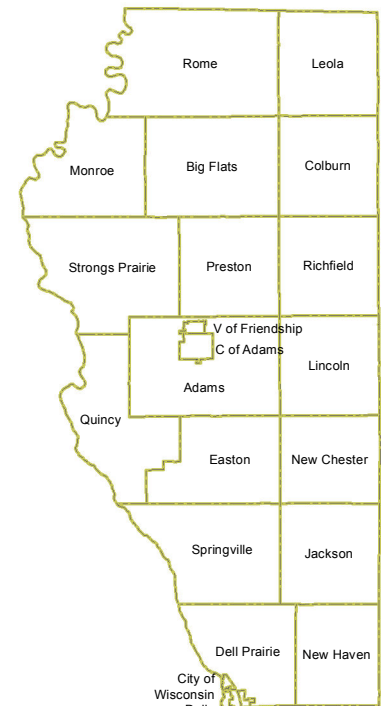 Rome
Leola
Monroe
Big Flats
Colburn
Strongs Prairie
Preston
Richfield
V of Friendship
C of Adams
Lincoln
Adams
Quincy
Easton
New Chester
Springville
Jackson
Dell Prairie
New Haven
City of
Wisconsin